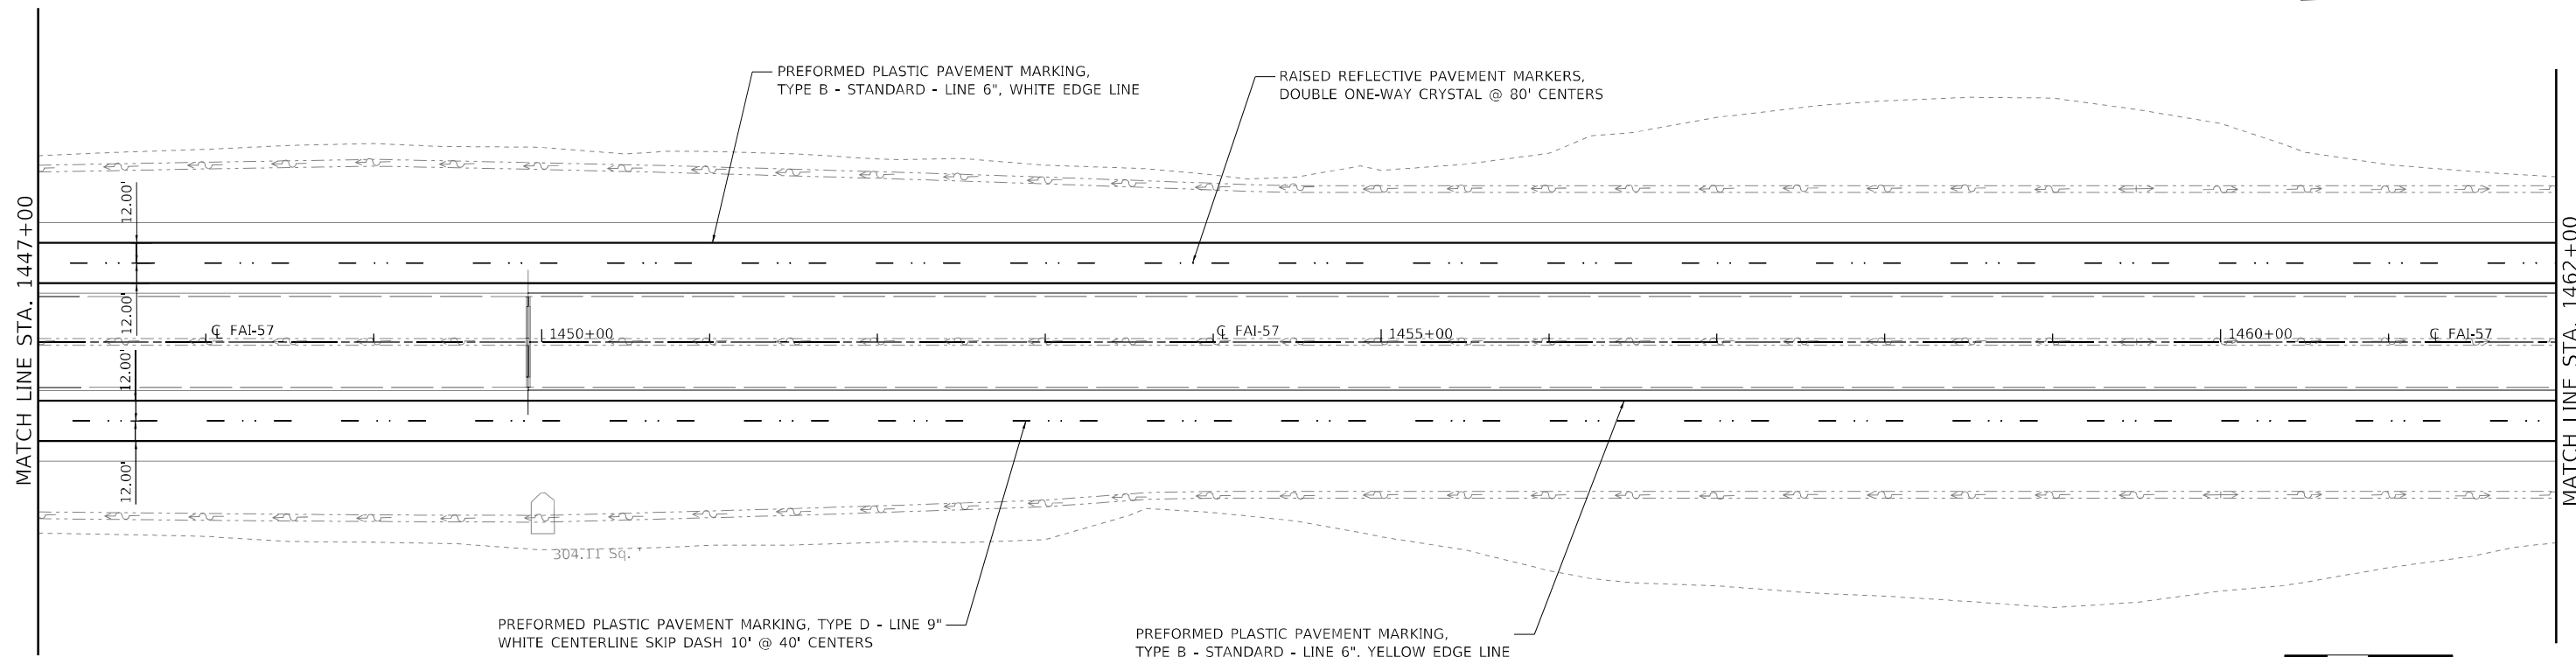 PREFORMED PLASTIC PAVEMENT MARKING,
TYPE B - STANDARD - LINE 6", WHITE EDGE LINE
RAISED REFLECTIVE PAVEMENT MARKERS,
DOUBLE ONE-WAY CRYSTAL @ 80' CENTERS
MATCH LINE STA. 1447+00
12.00'
12.00'
12.00'
12.00'
℄ FAI-57
1450+00
℄ FAI-57
1455+00
1460+00
℄ FAI-57
MATCH LINE STA. 1462+00
304.11 Sq. '
PREFORMED PLASTIC PAVEMENT MARKING, TYPE D - LINE 9"
WHITE CENTERLINE SKIP DASH 10' @ 40' CENTERS
PREFORMED PLASTIC PAVEMENT MARKING,
TYPE B - STANDARD - LINE 6", YELLOW EDGE LINE